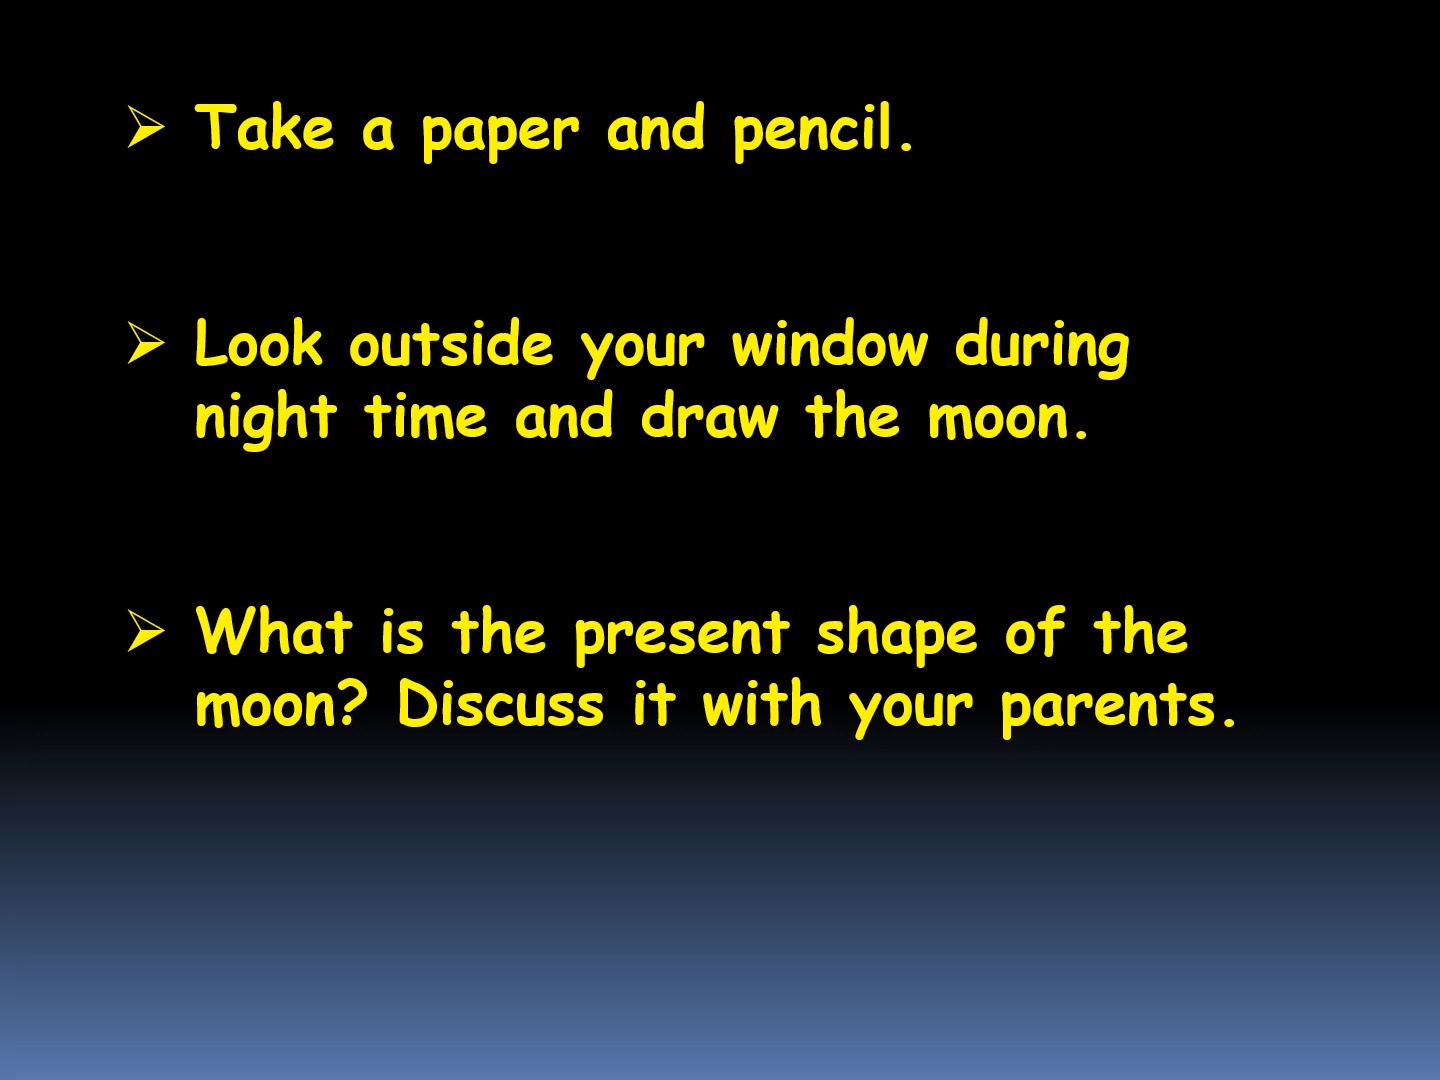 ➢ Take a paper and pencil.
➢ Look outside your window during
night time and draw the moon.
➢ What is the present shape of the
moon? Discuss it with your parents.